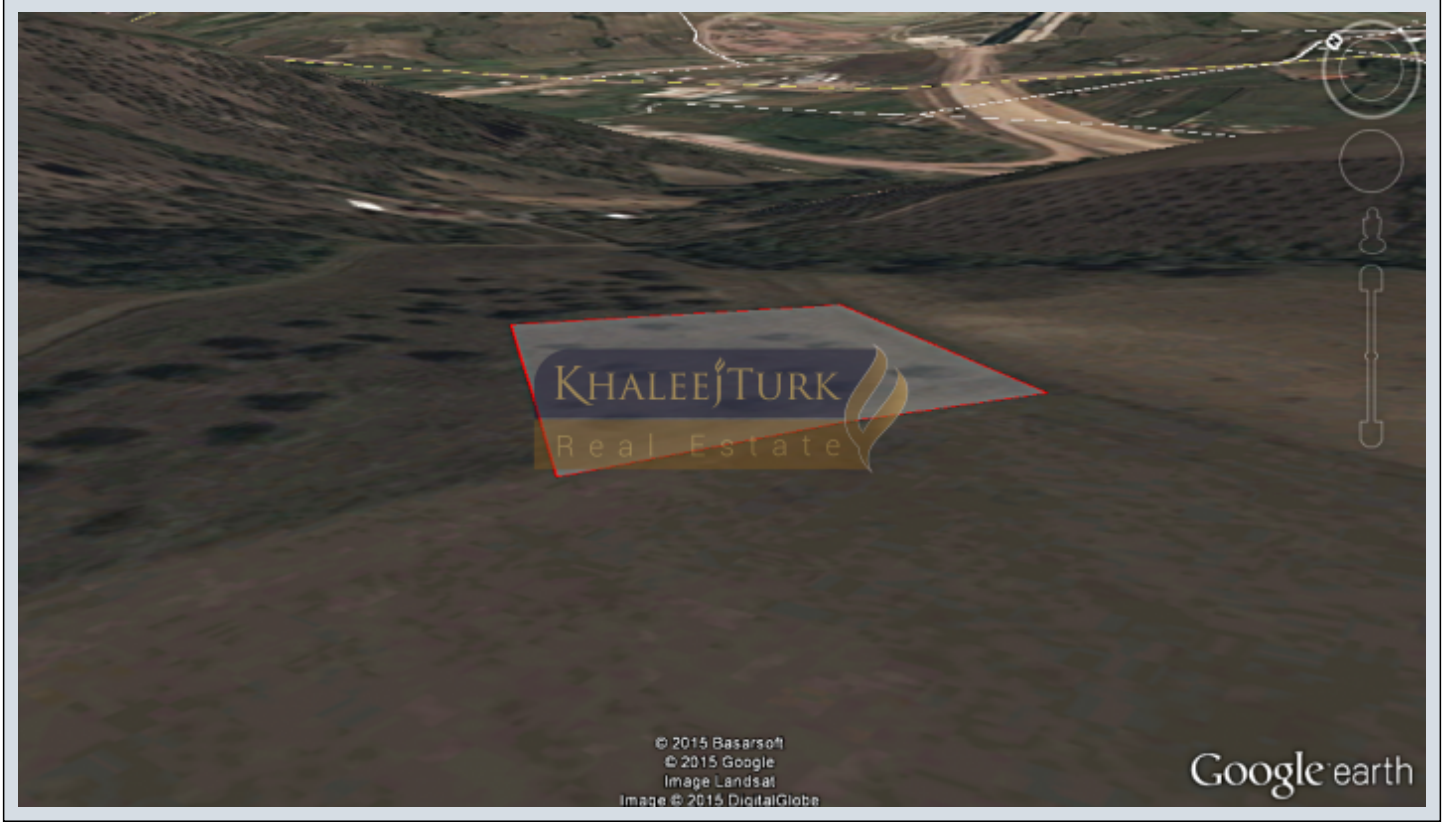 KHALEEJTURK
Real Estate
© 2015 Basarsoft
© 2015 Google
Image Landsat
Image © 2015 DigitalGlobe
Google earth